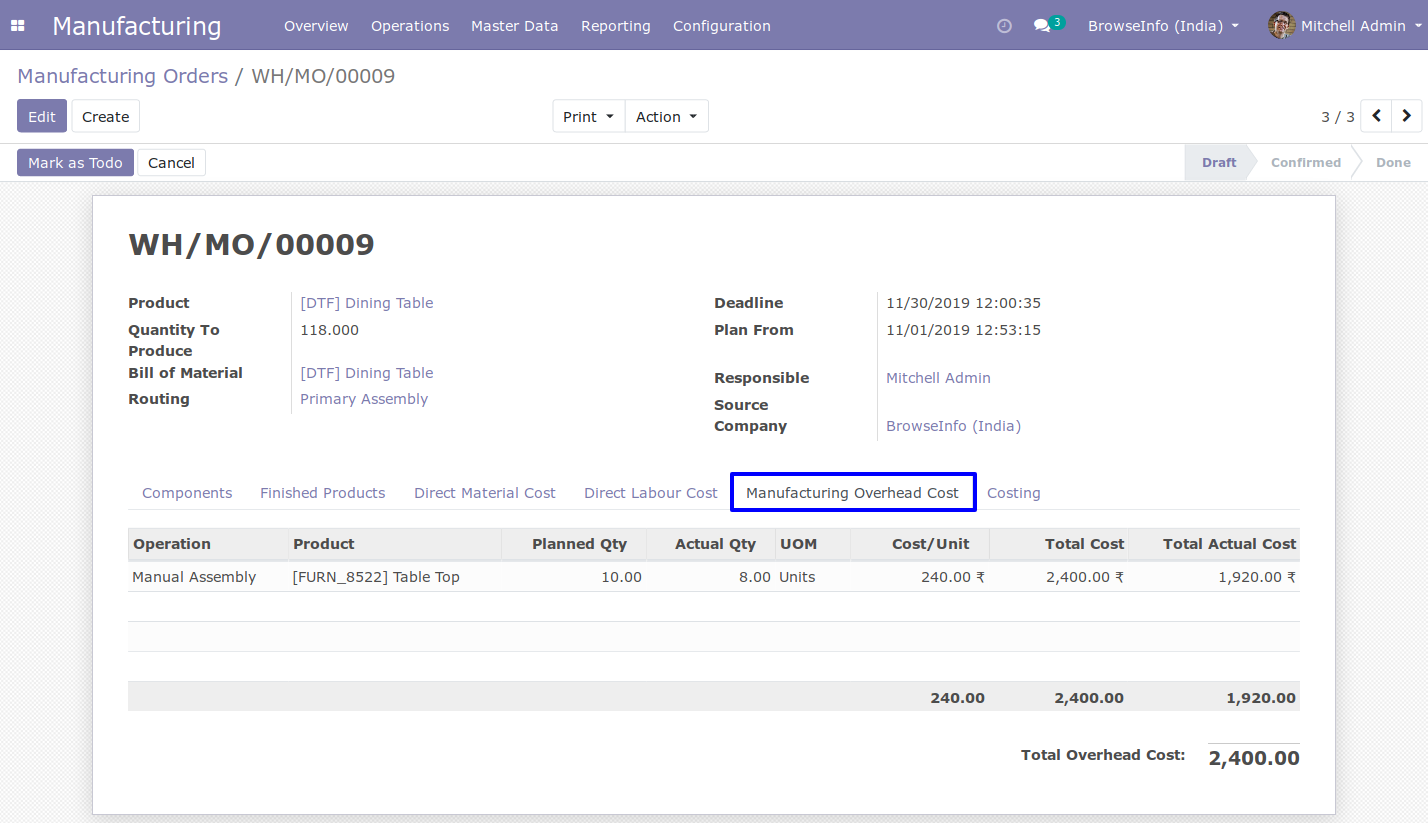 Manufacturing Overview Operations Master Data Reporting Configuration 3 BrowseInfo (India) Mitchell Admin
Manufacturing Orders / WH/MO/00009
Edit Create Print Action 3 / 3
Mark as Todo Cancel Draft Confirmed Done
WH/MO/00009
Product [DTF] Dining Table
Quantity To Produce 118.000
Bill of Material [DTF] Dining Table
Routing Primary Assembly
Deadline 11/30/2019 12:00:35
Plan From 11/01/2019 12:53:15
Responsible Mitchell Admin
Source
Company BrowseInfo (India)
Components Finished Products Direct Material Cost Direct Labour Cost Manufacturing Overhead Cost Costing
Operation Product Planned Qty Actual Qty UOM Cost/Unit Total Cost Total Actual Cost
Manual Assembly [FURN_8522] Table Top 10.00 8.00 Units 240.00 ₹ 2,400.00 ₹ 1,920.00 ₹
240.00 2,400.00 1,920.00
Total Overhead Cost: 2,400.00